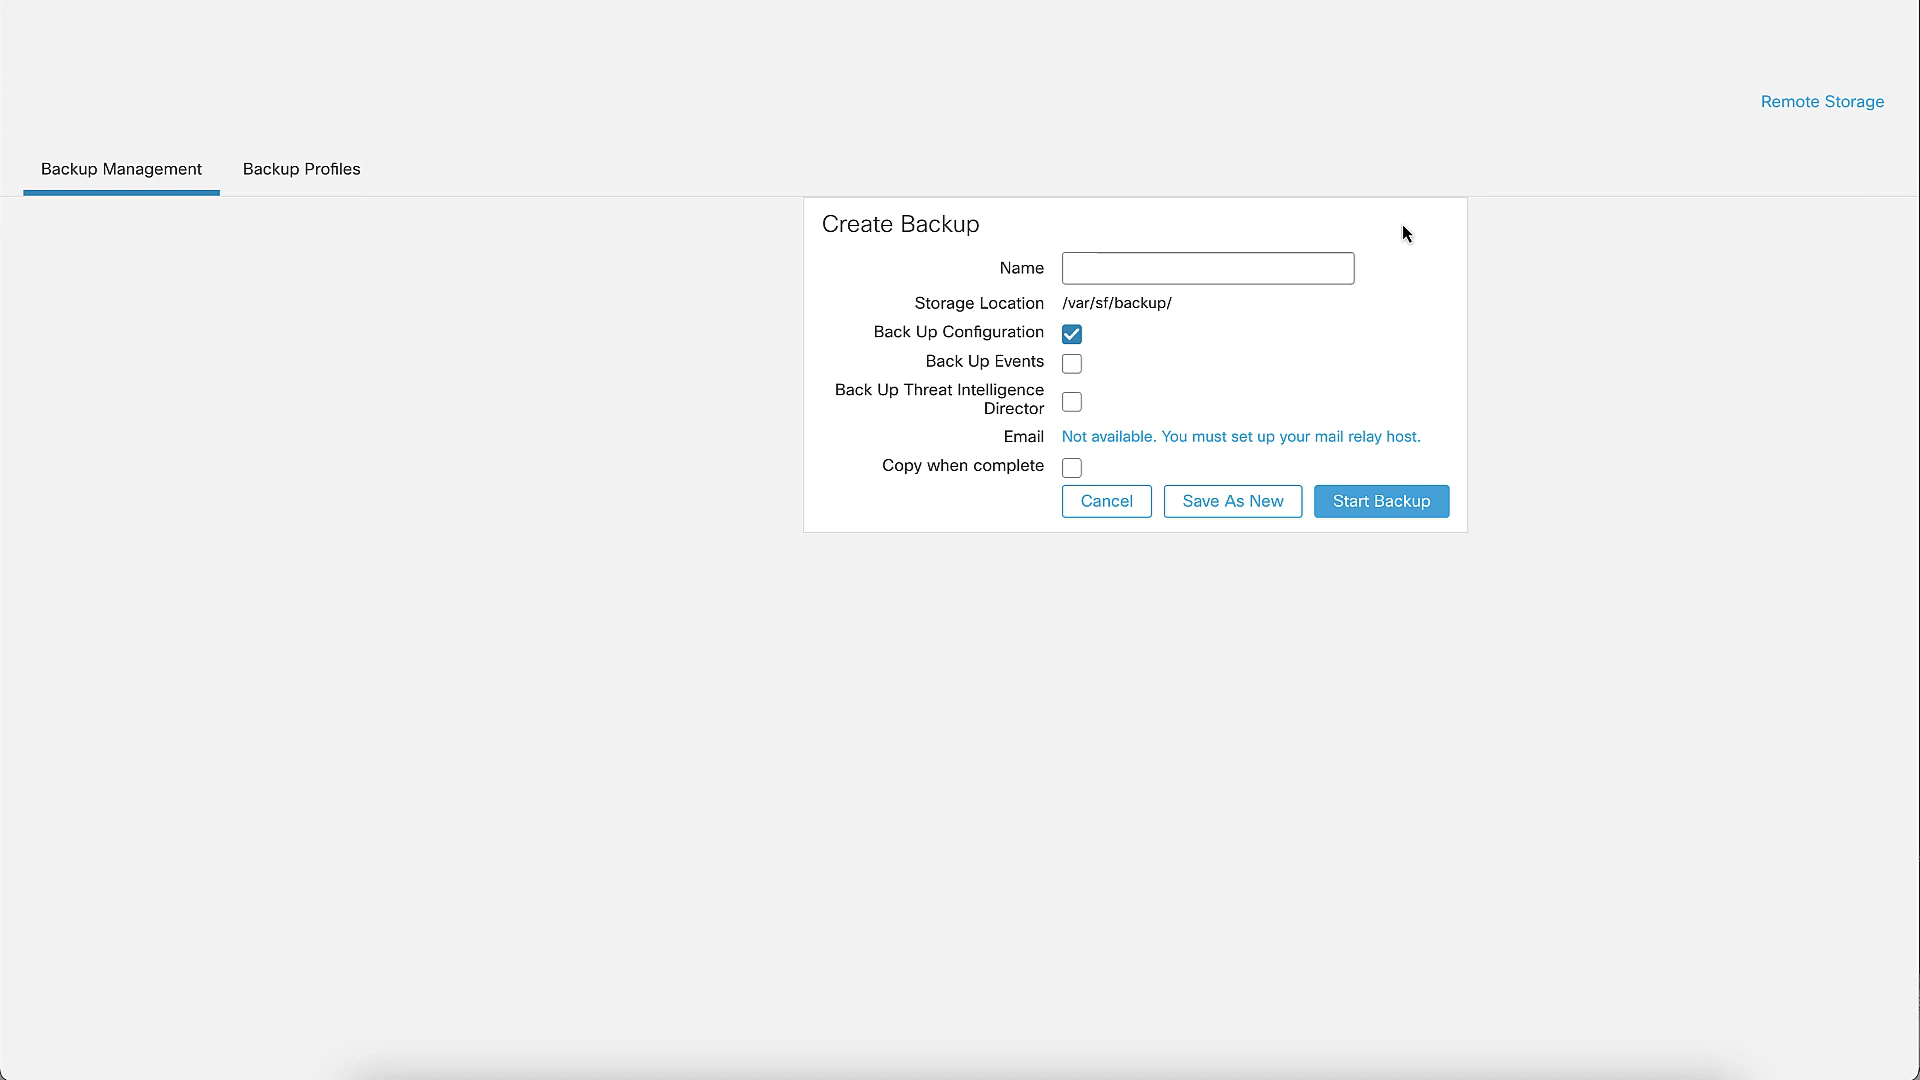 Remote Storage
Backup Management Backup Profiles
Create Backup
Name
Storage Location /var/sf/backup/
Back Up Configuration
Back Up Events
Back Up Threat Intelligence
Director
Email Not available. You must set up your mail relay host.
Copy when complete
Cancel Save As New Start Backup